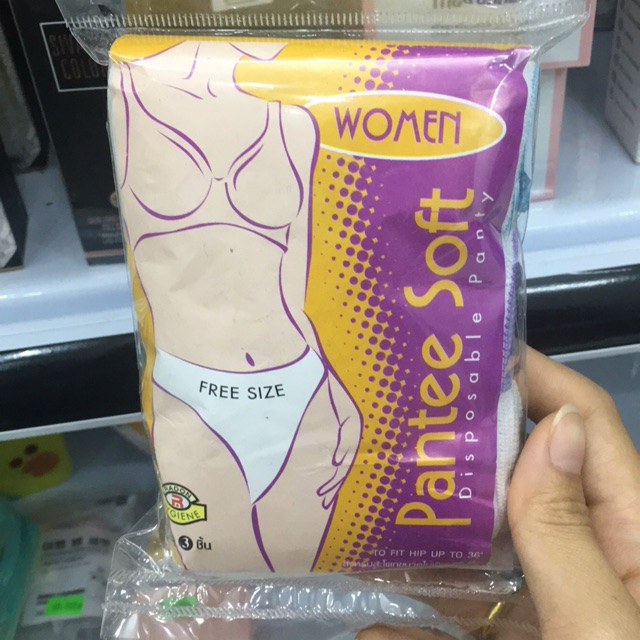 WOMEN
Pantee Soft
Disposable Panty
FREE SIZE
3 ชิ้น
TO FIT HIP UP TO 36"